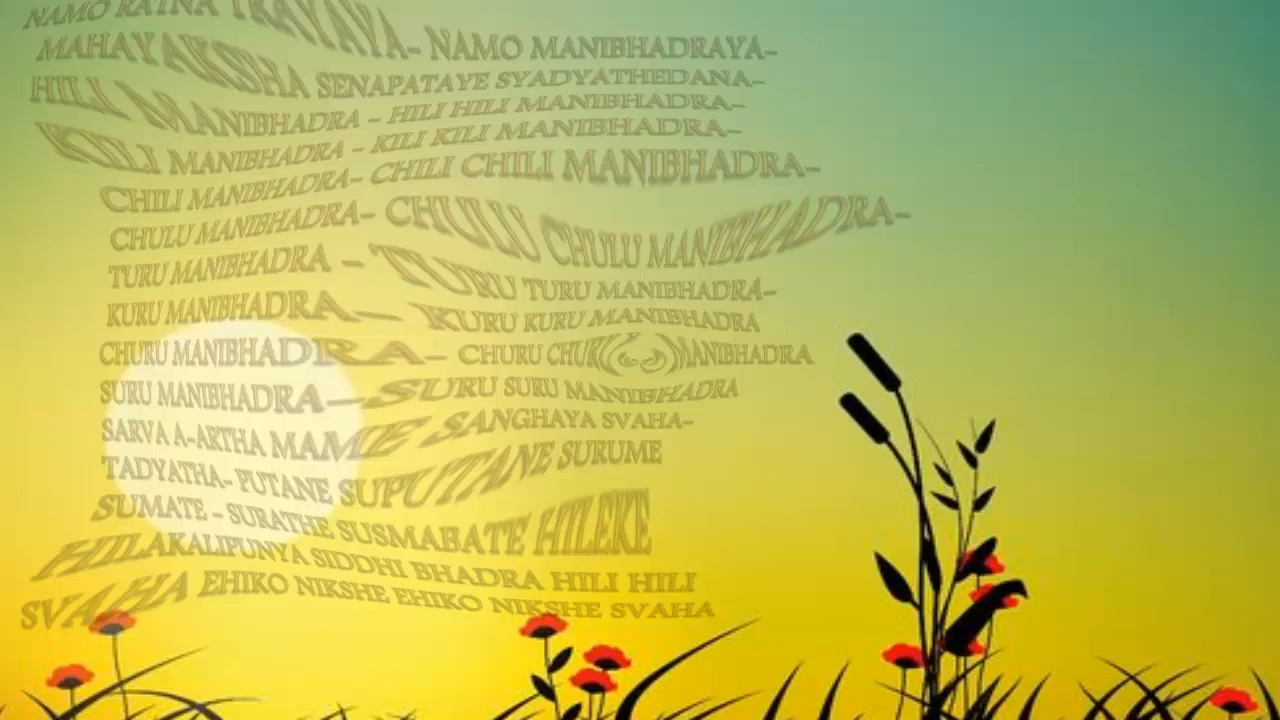 NAMO RATNA TRAYAYA–NAMO MANIBHADRAYA–
MAHAYAKSHA SENAPATAYE SYADYATHEDANA–
HILI MANIBHADRA – HILI HILI MANIBHADRA–
KILI MANIBHADRA – KILI KILI MANIBHADRA–
CHILI MANIBHADRA– CHILI CHILI MANIBHADRA–
CHULU MANIBHADRA– CHULU CHULU MANIBHADRA–
TURU MANIBHADRA – TURU TURU MANIBHADRA–
KURU MANIBHADRA– KURU KURU MANIBHADRA
CHURU MANIBHADRA– CHURU MANIBHADRA
SURU MANIBHADRA–SURU SURU MANIBHADRA
SARVA A-ARTHA MAME SANGHAYA SVAHA–
TADYATHA- PUTANE SUPUTANE SURUME
SUMATE – SURATHE SUSMABATE HILEKE
HILAKALIPUNYA SIDDHI BHADRA HILI HILI
SVAHA EHIKO NIKSHE EHIKO NIKSHE SVAHA